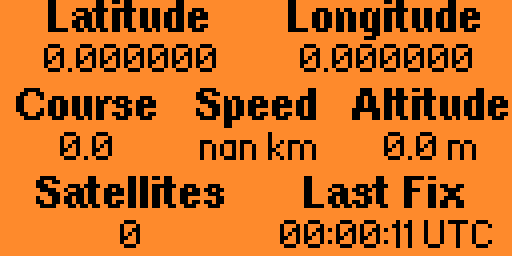 Latitude Longitude
0.000000 0.000000
Course Speed Altitude
0.0 nan km 0.0 m
Satellites Last Fix
0 00:00:11 UTC